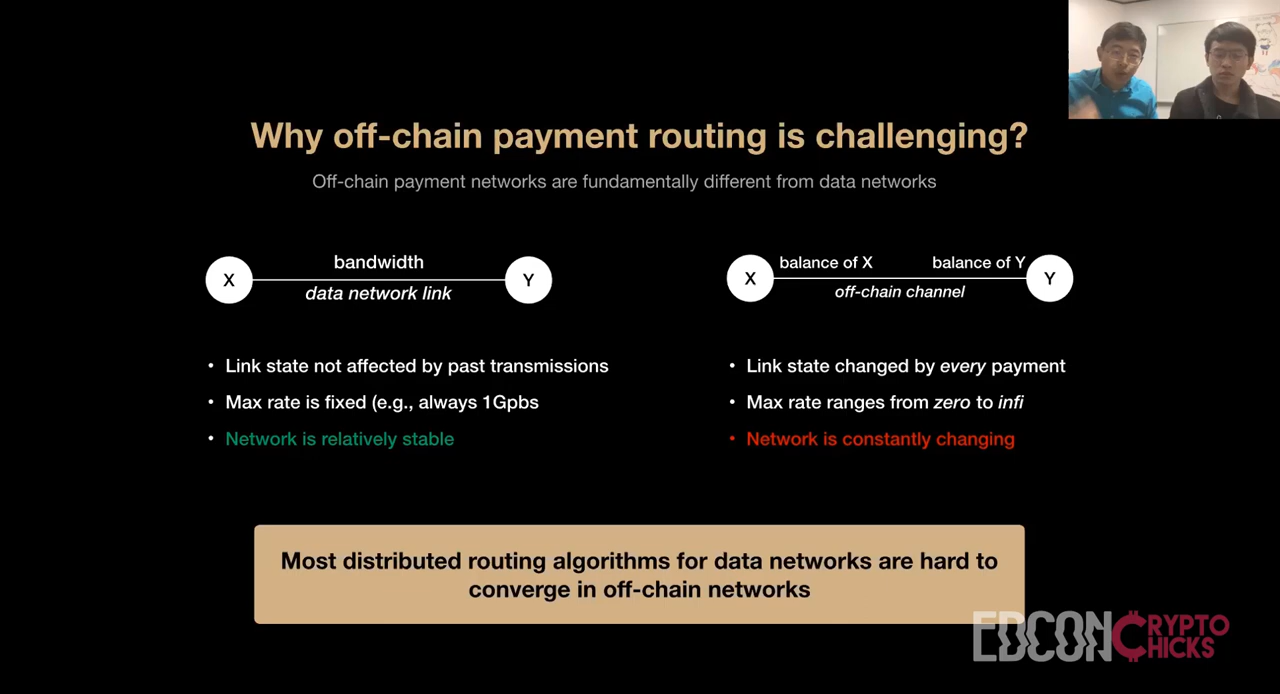 Why off-chain payment routing is challenging?
Off-chain payment networks are fundamentally different from data networks
X
bandwidth
data network link
Y
X
balance of X
balance of Y
off-chain channel
Y
• Link state not affected by past transmissions
• Max rate is fixed (e.g., always 1Gpbs
• Network is relatively stable
• Link state changed by every payment
• Max rate ranges from zero to infi
• Network is constantly changing
Most distributed routing algorithms for data networks are hard to
converge in off-chain networks
EDCON CRYPTO
CHICKS